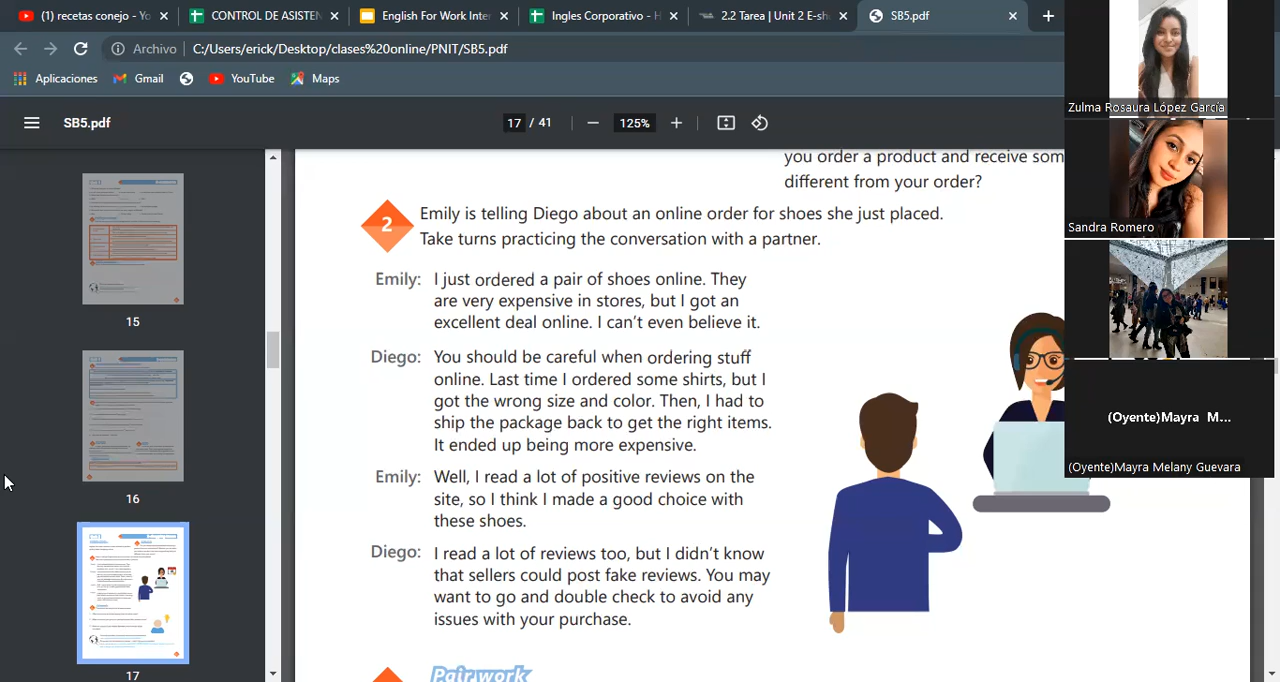 (1) recetas conejo - Yo
CONTROL DE ASISTEN
English For Work Inte
Ingles Corporativo - H
2.2 Tarea | Unit 2 E-sh
SB5.pdf
Archivo
C:/Users/erick/Desktop/clases%20online/PNIT/SB5.pdf
Aplicaciones
Gmail
YouTube
Maps
SB5.pdf
17 / 41
125%
15
16
17
you order a product and receive som
different from your order?
2
Emily is telling Diego about an online order for shoes she just placed.
Take turns practicing the conversation with a partner.
Emily: I just ordered a pair of shoes online. They
are very expensive in stores, but I got an
excellent deal online. I can't even believe it.
Diego: You should be careful when ordering stuff
online. Last time I ordered some shirts, but I
got the wrong size and color. Then, I had to
ship the package back to get the right items.
It ended up being more expensive.
Emily: Well, I read a lot of positive reviews on the
site, so I think I made a good choice with
these shoes.
Diego: I read a lot of reviews too, but I didn't know
that sellers could post fake reviews. You may
want to go and double check to avoid any
issues with your purchase.
Pair work
Zulma Rosaura López García
Sandra Romero
(Oyente)Mayra M...
(Oyente)Mayra Melany Guevara